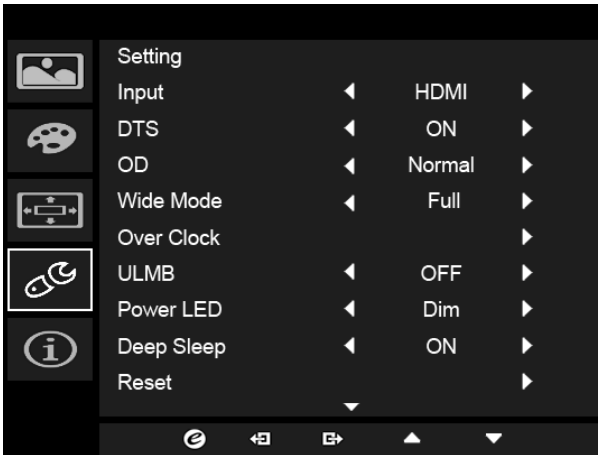 Setting
Input HDMI
DTS ON
OD Normal
Wide Mode Full
Over Clock
ULMB OFF
Power LED Dim
Deep Sleep ON
Reset